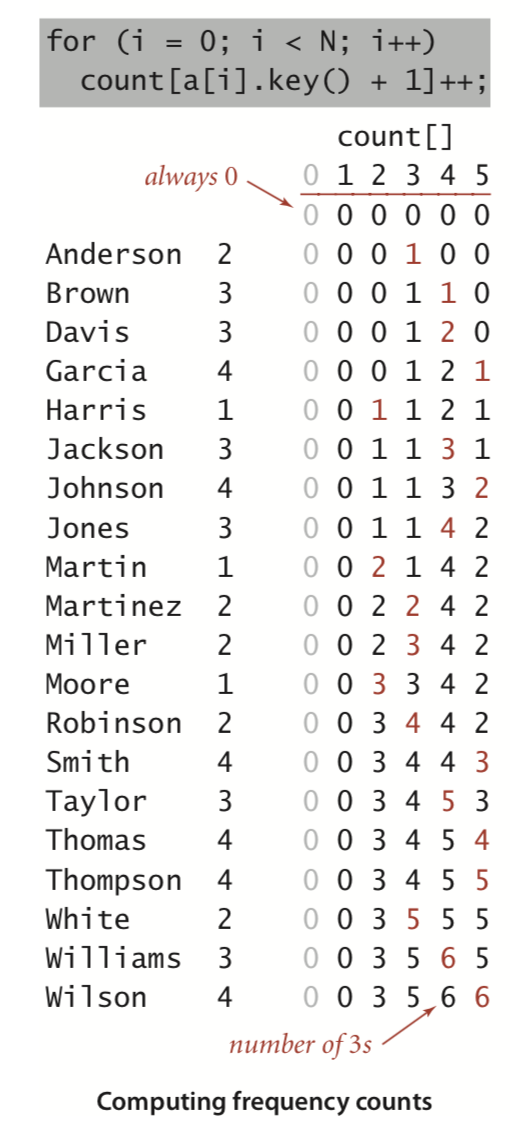 for (i = 0; i < N; i++)
count[a[i].key() + 1]++;
count[]
always 0 0 1 2 3 4 5
0 0 0 0 0 0
Anderson 2 0 0 0 1 0 0
Brown 3 0 0 0 1 1 0
Davis 3 0 0 0 1 2 0
Garcia 4 0 0 0 1 2 1
Harris 1 0 0 1 1 2 1
Jackson 3 0 0 1 1 3 1
Johnson 4 0 0 1 1 3 2
Jones 3 0 0 1 1 4 2
Martin 1 0 0 2 1 4 2
Martinez 2 0 0 2 2 4 2
Miller 2 0 0 2 3 4 2
Moore 1 0 0 3 3 4 2
Robinson 2 0 0 3 4 4 2
Smith 4 0 0 3 4 4 3
Taylor 3 0 0 3 4 5 3
Thomas 4 0 0 3 4 5 4
Thompson 4 0 0 3 4 5 5
White 2 0 0 3 5 5 5
Williams 3 0 0 3 5 6 5
Wilson 4 0 0 3 5 6 6
number of 3s
Computing frequency counts